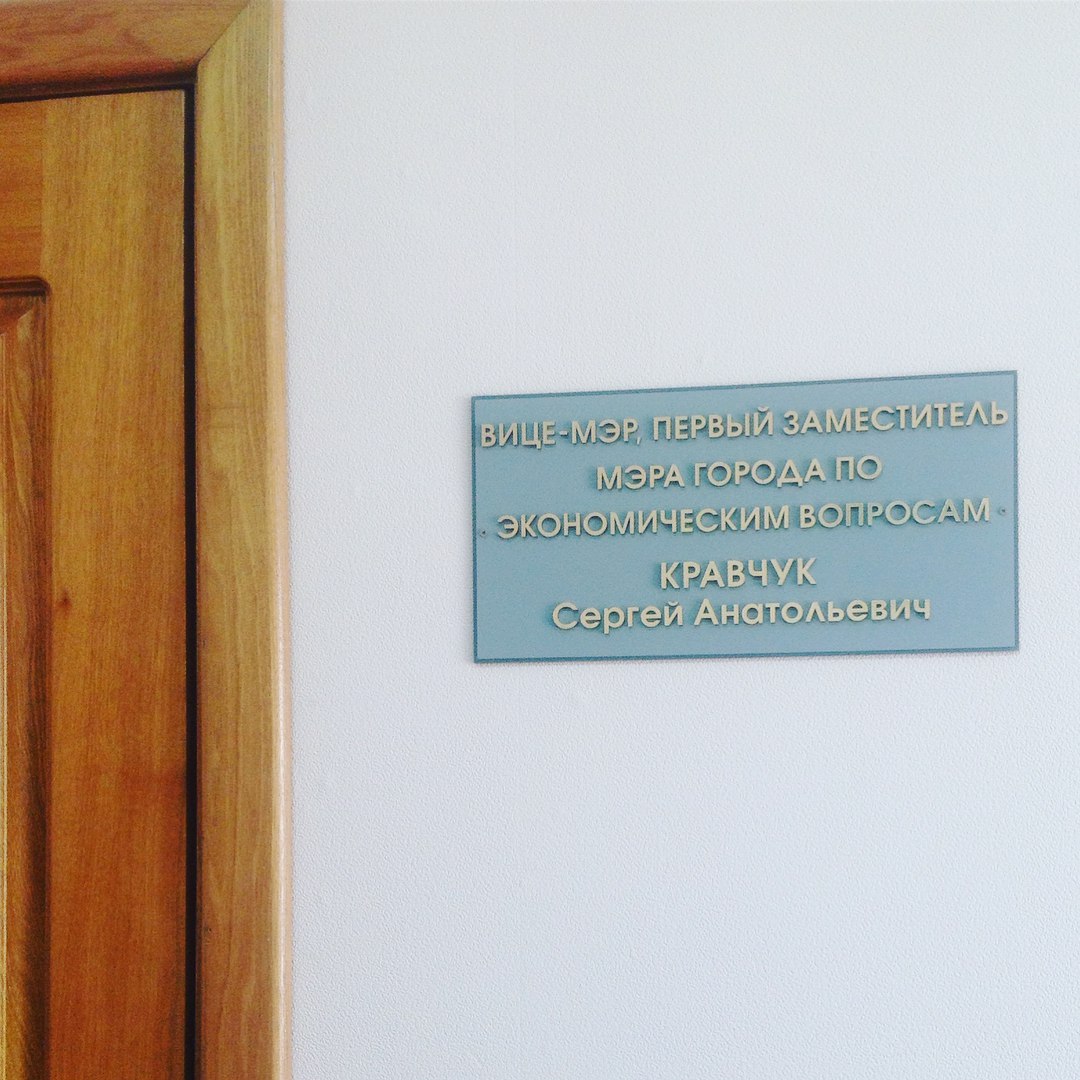 ВИЦЕ-МЭР, ПЕРВЫЙ ЗАМЕСТИТЕЛЬ
МЭРА ГОРОДА ПО
ЭКОНОМИЧЕСКИМ ВОПРОСАМ
КРАВЧУК
Сергей Анатольевич